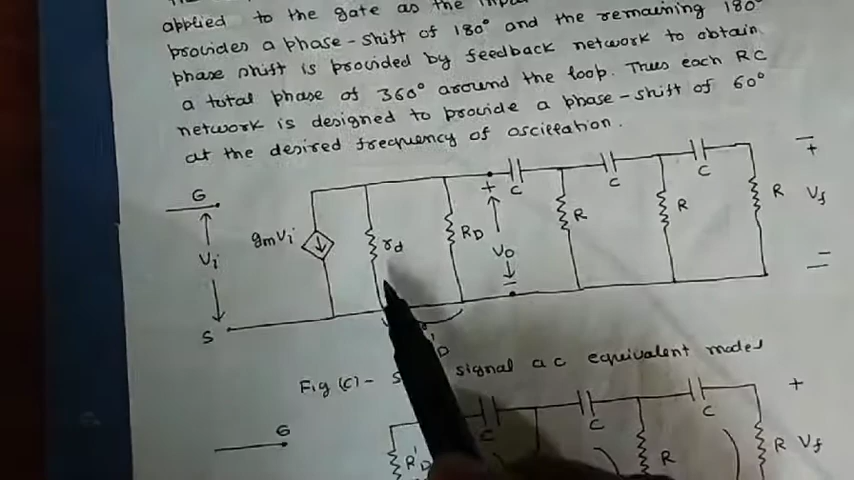 applied to the gate as the input
provides a phase-shift of 180° and the remaining 180°
phase shift is provided by feedback network to obtain
a total phase of 360° around the loop. Thus each RC
network is designed to provide a phase-shift of 60°
at the desired frequency of oscillation.
G
Vi
S
gmVi
rd
RD
+
Vo
−
C
R
C
R
C
R
+
Vf
−
Fig (c)- signal ac equivalent model
G
R'D
C
C
R
C
R
+
Vf